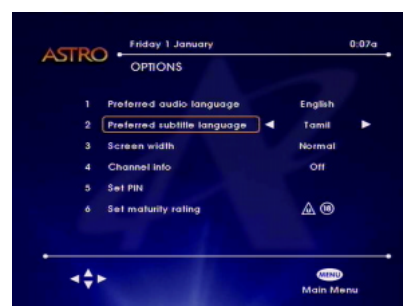 Friday 1 January 0:07a
ASTRO
OPTIONS
1 Preferred audio language English
2 Preferred subtitle language Tamil
3 Screen width Normal
4 Channel info Off
5 Set PIN
6 Set maturity rating 18
MENU
Main Menu